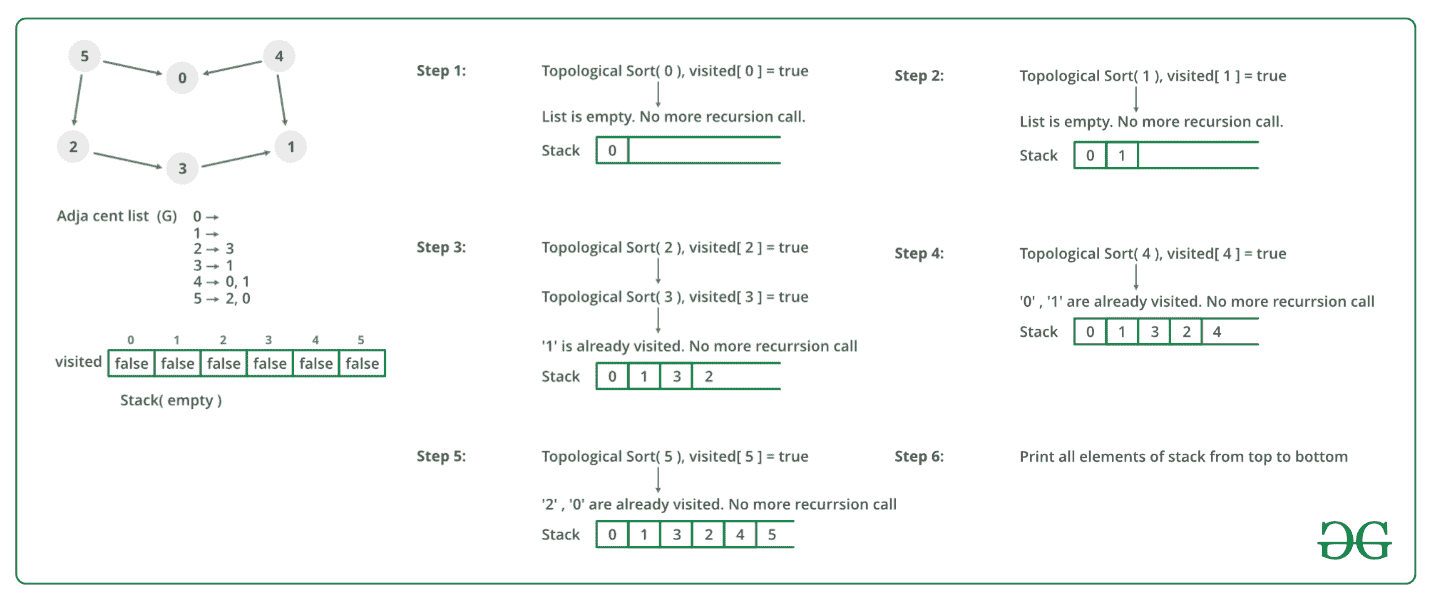 5
4
0
2
1
3
Adja cent list (G) 0 →
1 →
2 → 3
3 → 1
4 → 0, 1
5 → 2, 0
0 1 2 3 4 5
visited false false false false false false
Stack( empty )
Step 1:
Topological Sort( 0 ), visited[ 0 ] = true
List is empty. No more recursion call.
Stack 0
Step 2:
Topological Sort( 1 ), visited[ 1 ] = true
List is empty. No more recursion call.
Stack 0 1
Step 3:
Topological Sort( 2 ), visited[ 2 ] = true
Topological Sort( 3 ), visited[ 3 ] = true
'1' is already visited. No more recurrsion call
Stack 0 1 3 2
Step 4:
Topological Sort( 4 ), visited[ 4 ] = true
'0' , '1' are already visited. No more recurrsion call
Stack 0 1 3 2 4
Step 5:
Topological Sort( 5 ), visited[ 5 ] = true
'2' , '0' are already visited. No more recurrsion call
Stack 0 1 3 2 4 5
Step 6:
Print all elements of stack from top to bottom